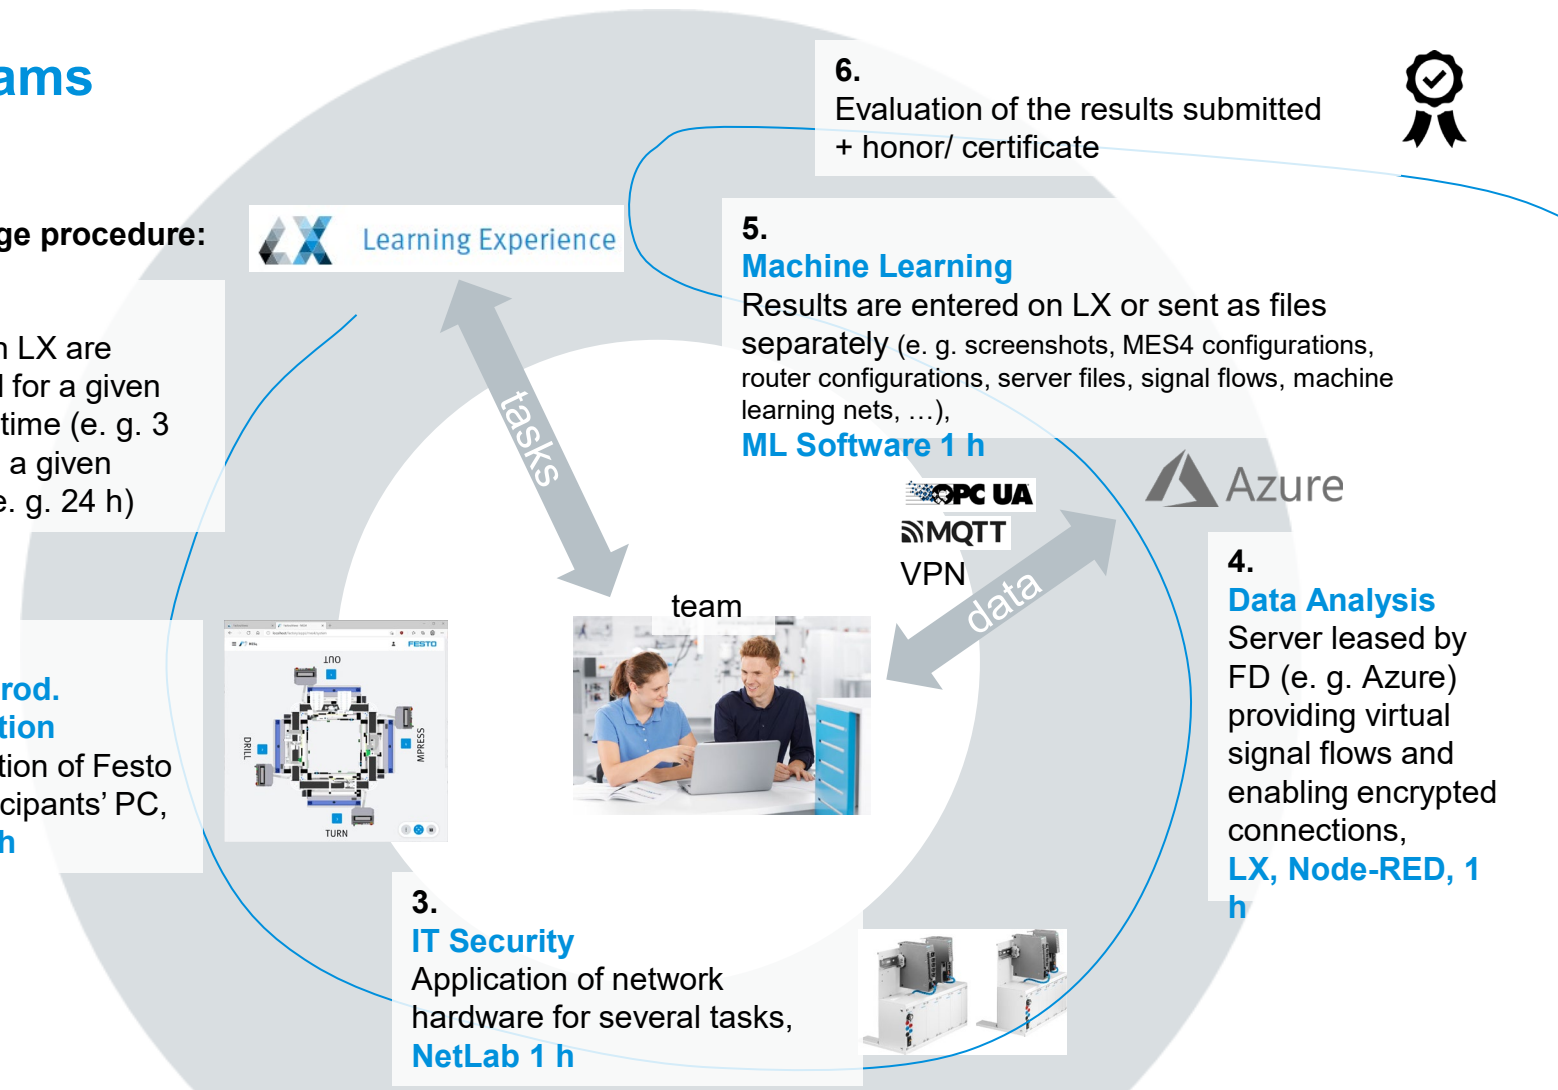 ams
ge procedure:
n LX are
d for a given
time (e. g. 3
a given
e. g. 24 h)
rod.
tion
tion of Festo
cipants’ PC,
h
Learning Experience
tasks
team
FESTO
OUT
DRILL
MPRESS
TURN
3.
IT Security
Application of network
hardware for several tasks,
NetLab 1 h
OPC UA
MQTT
VPN
data
Azure
4.
Data Analysis
Server leased by
FD (e. g. Azure)
providing virtual
signal flows and
enabling encrypted
connections,
LX, Node-RED, 1
h
5.
Machine Learning
Results are entered on LX or sent as files
separately (e. g. screenshots, MES4 configurations,
router configurations, server files, signal flows, machine
learning nets, …),
ML Software 1 h
6.
Evaluation of the results submitted
+ honor/ certificate